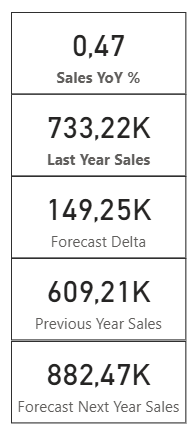 0,47
Sales YoY %
733,22K
Last Year Sales
149,25K
Forecast Delta
609,21K
Previous Year Sales
882,47K
Forecast Next Year Sales